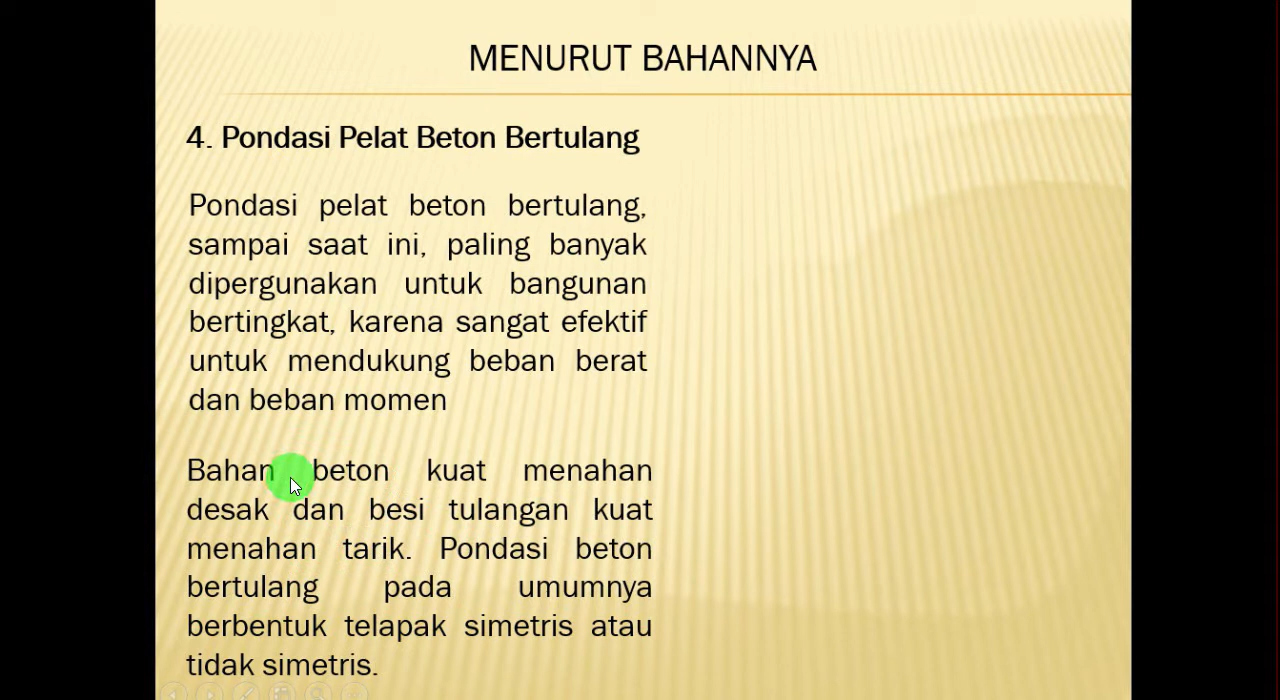 MENURUT BAHANNYA
4. Pondasi Pelat Beton Bertulang
Pondasi pelat beton bertulang,
sampai saat ini, paling banyak
dipergunakan untuk bangunan
bertingkat, karena sangat efektif
untuk mendukung beban berat
dan beban momen
Bahan beton kuat menahan
desak dan besi tulangan kuat
menahan tarik. Pondasi beton
bertulang pada umumnya
berbentuk telapak simetris atau
tidak simetris.